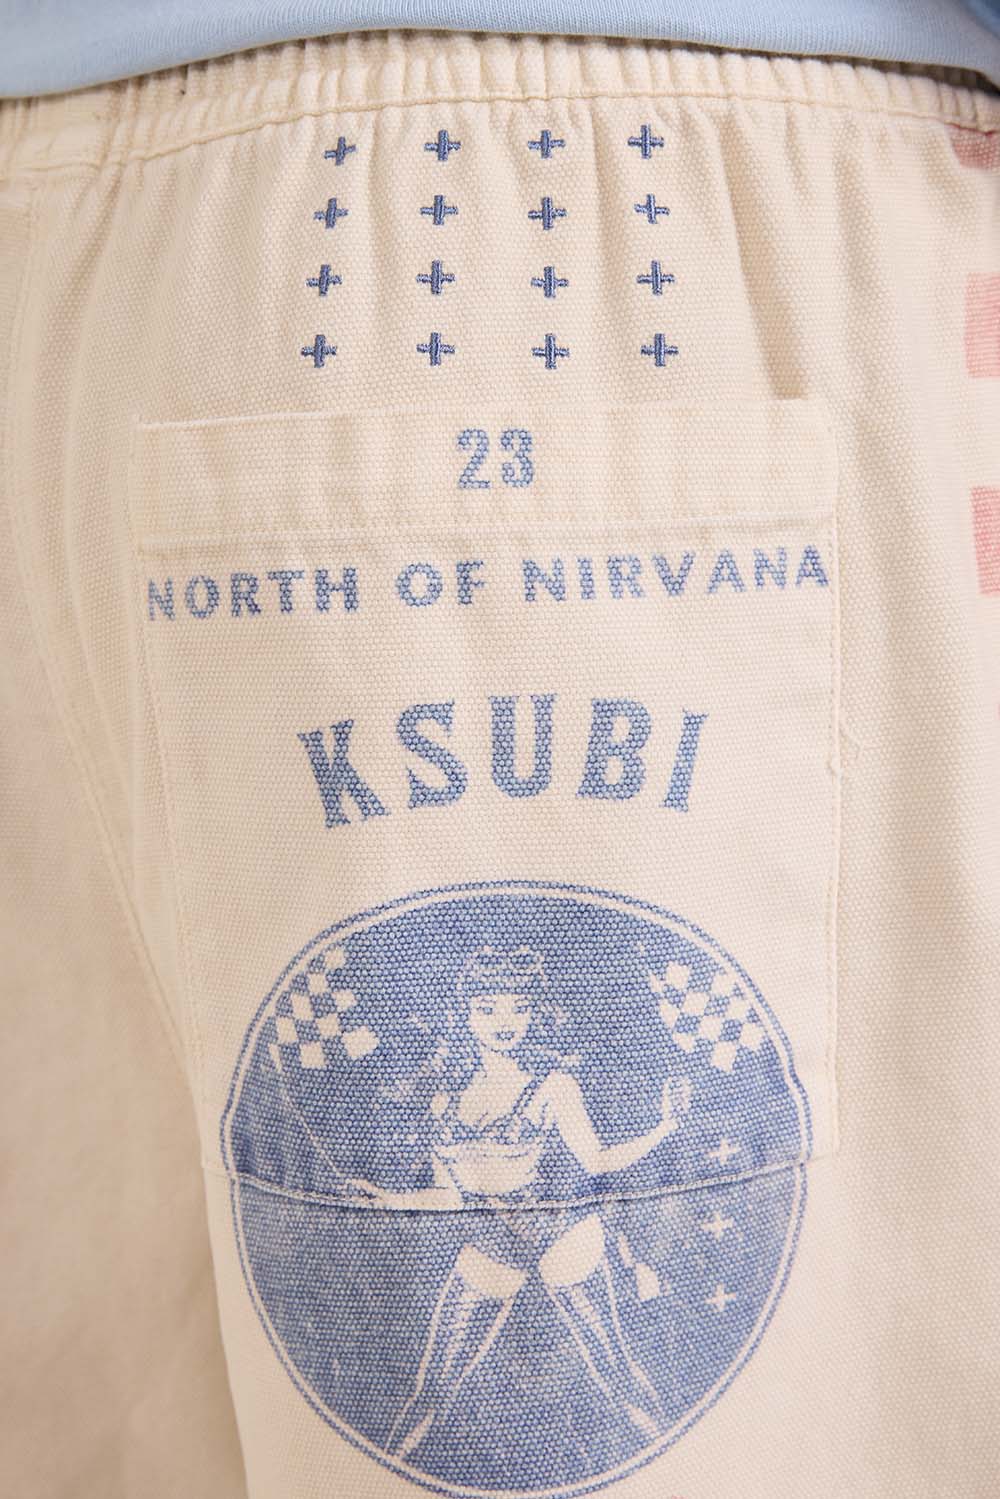 23
NORTH OF NIRVANA
KSUBI